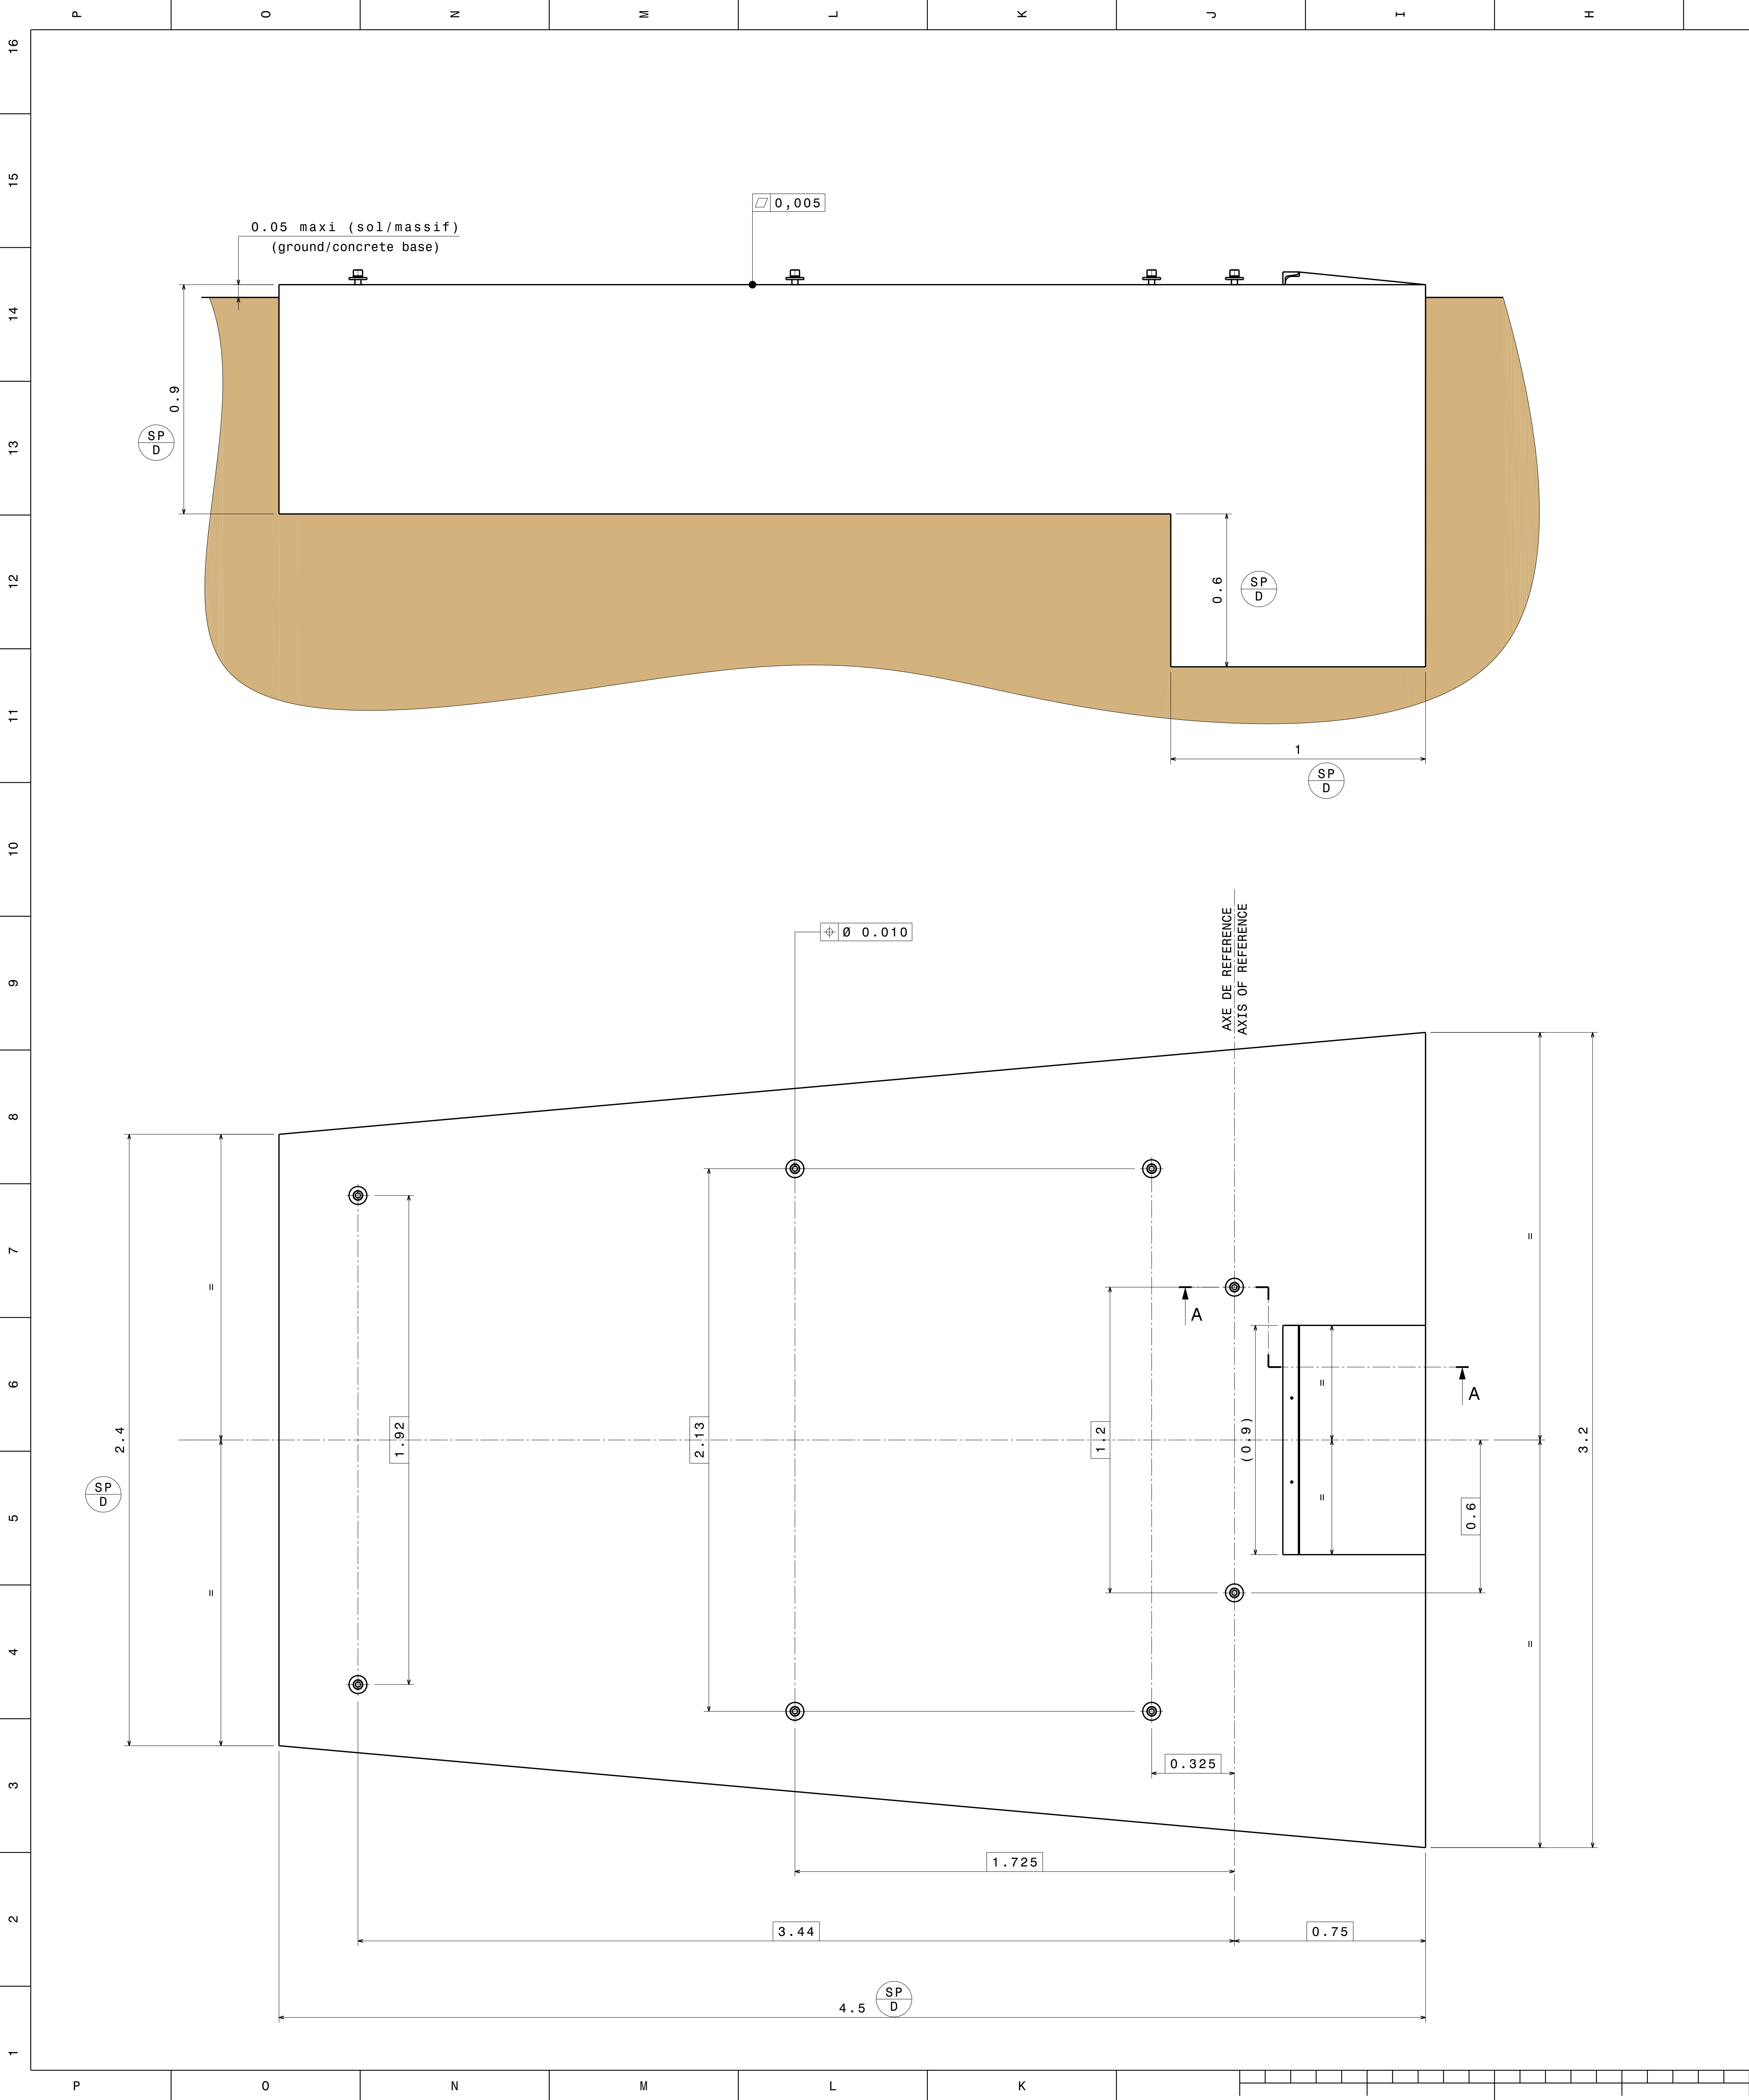 P O N M L K J I H
16
15
0,005
0.05 maxi (sol/massif)
(ground/concrete base)
14
0.9
SP
D
13
12
0.6
SP
D
11
1
SP
D
10
Ø 0.010
AXE DE REFERENCE
AXIS OF REFERENCE
9
8
7
=
=
A
6
=
A
2.4
1.92
2.13
1.2
(0.9)
3.2
SP
D
5
=
0.6
=
=
4
3
0.325
1.725
2
3.44
0.75
SP
D
4.5
1
P O N M L K